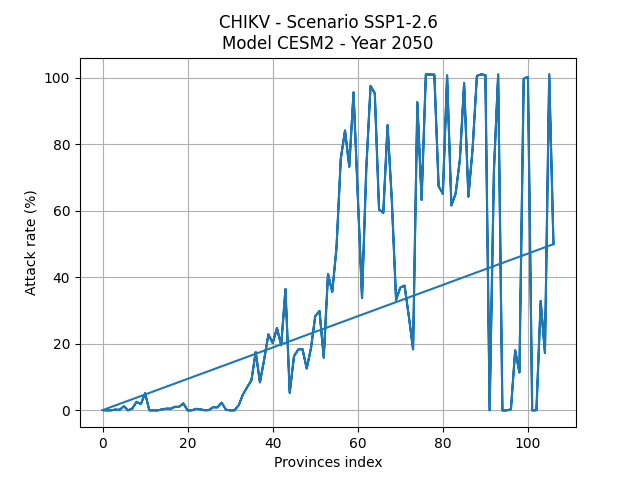 CHIKV - Scenario SSP1-2.6
Model CESM2 - Year 2050
Attack rate (%)
100
80
60
40
20
0
0 20 40 60 80 100
Provinces index